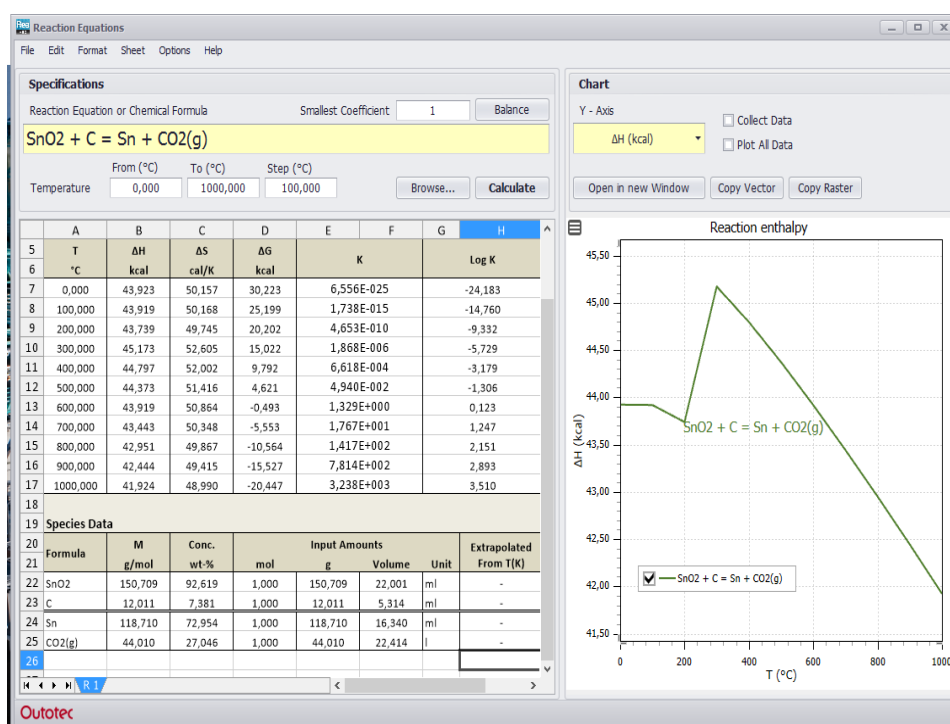 Reaction Equations
File Edit Format Sheet Options Help
Specifications
Reaction Equation or Chemical Formula Smallest Coefficient 1 Balance
SnO2 + C = Sn + CO2(g)
From (°C) To (°C) Step (°C)
Temperature 0,000 1000,000 100,000 Browse... Calculate
A B C D E F G H
5 T ΔH ΔS ΔG K Log K
6 °C kcal cal/K kcal
7 0,000 43,923 50,157 30,223 6,556E-025 -24,183
8 100,000 43,919 50,168 25,199 1,738E-015 -14,760
9 200,000 43,739 49,745 20,202 4,653E-010 -9,332
10 300,000 45,173 52,605 15,022 1,868E-006 -5,729
11 400,000 44,797 52,002 9,792 6,618E-004 -3,179
12 500,000 44,373 51,416 4,621 4,940E-002 -1,306
13 600,000 43,919 50,864 -0,493 1,329E+000 0,123
14 700,000 43,443 50,348 -5,553 1,767E+001 1,247
15 800,000 42,951 49,867 -10,564 1,417E+002 2,151
16 900,000 42,444 49,415 -15,527 7,814E+002 2,893
17 1000,000 41,924 48,990 -20,447 3,238E+003 3,510
18
19 Species Data
20 Formula M Conc. Input Amounts Extrapolated
21 g/mol wt-% mol g Volume Unit From T(K)
22 SnO2 150,709 92,619 1,000 150,709 22,001 ml -
23 C 12,011 7,381 1,000 12,011 5,314 ml -
24 Sn 118,710 72,954 1,000 118,710 16,340 ml -
25 CO2(g) 44,010 27,046 1,000 44,010 22,414 l -
26
R 1
Outotec
Chart
Y - Axis
ΔH (kcal)
Collect Data
Plot All Data
Open in new Window Copy Vector Copy Raster
Reaction enthalpy
45,50
45,00
44,50
44,00
43,50
43,00
42,50
42,00
41,50
ΔH (kcal)
SnO2 + C = Sn + CO2(g)
SnO2 + C = Sn + CO2(g)
0 200 400 600 800 1000
T (°C)